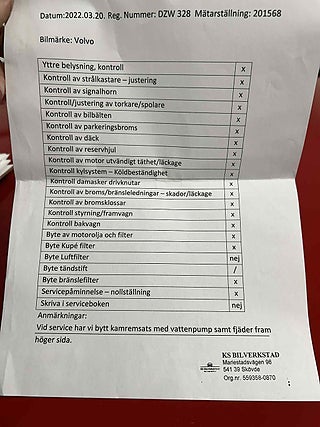 Datum:2022.03.20. Reg. Nummer: DZW 328 Mätarställning: 201568
Bilmärke: Volvo
Yttre belysning, kontroll x
Kontroll av strålkastare – justering x
Kontroll av signalhorn x
Kontroll/justering av torkare/spolare x
Kontroll av bilbälten x
Kontroll av parkeringsbroms x
Kontroll av däck x
Kontroll av reservhjul x
Kontroll av motor utvändigt täthet/läckage x
Kontroll kylsystem – Köldbeständighet x
Kontroll damasker drivknutar x
Kontroll av broms/bränsleledningar – skador/läckage x
Kontroll av bromsklossar x
Kontroll styrning/framvagn x
Kontroll bakvagn x
Byte av motorolja och filter x
Byte Kupé filter x
Byte Luftfilter nej
Byte tändstift /
Byte bränslefilter x
Servicepåminnelse – nollställning x
Skriva i serviceboken nej
Anmärkningar:
Vid service har vi bytt kamremsats med vattenpump samt fjäder fram
höger sida.
KS BILVERKSTAD
Mariestadsvägen 96
541 39 Skövde
Org.nr. 559358-0870